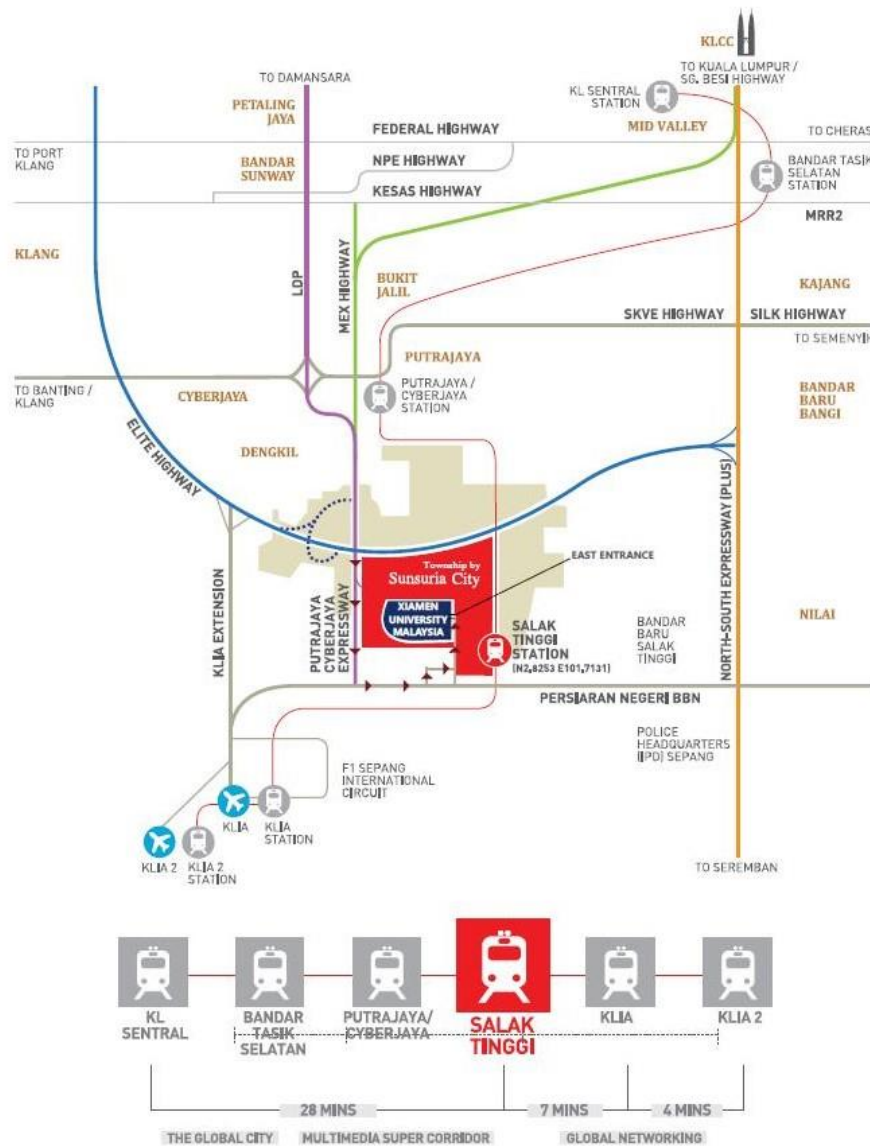 KLCC
TO KUALA LUMPUR /
SG. BESI HIGHWAY
TO DAMANSARA
KL SENTRAL
STATION
PETALING
JAYA
MID VALLEY
FEDERAL HIGHWAY
TO CHERAS
TO PORT
KLANG
BANDAR
SUNWAY
NPE HIGHWAY
BANDAR TASIK
SELATAN
STATION
KESAS HIGHWAY
MRR2
KLANG
LDP
MEX HIGHWAY
BUKIT
JALIL
KAJANG
SKVE HIGHWAY
SILK HIGHWAY
TO SEMENYIH
PUTRAJAYA
TO BANTING /
KLANG
CYBERJAYA
PUTRAJAYA /
CYBERJAYA
STATION
BANDAR
BARU
BANGI
ELITE HIGHWAY
DENGKIL
NORTH-SOUTH EXPRESSWAY (PLUS)
EAST ENTRANCE
Township by
Sunsuria City
XIAMEN
UNIVERSITY
MALAYSIA
KLIA EXTENSION
PUTRAJAYA
CYBERJAYA
EXPRESSWAY
SALAK
TINGGI
STATION
(N2.8253 E101.7131)
BANDAR
BARU
SALAK
TINGGI
NILAI
PERSIARAN NEGERI BBN
POLICE
HEADQUARTERS
(IPD) SEPANG
F1 SEPANG
INTERNATIONAL
CIRCUIT
KLIA
KLIA
STATION
KLIA 2
KLIA 2
STATION
TO SEREMBAN
KL
SENTRAL
BANDAR
TASIK
SELATAN
PUTRAJAYA/
CYBERJAYA
SALAK
TINGGI
KLIA
KLIA 2
28 MINS
7 MINS
4 MINS
THE GLOBAL CITY
MULTIMEDIA SUPER CORRIDOR
GLOBAL NETWORKING